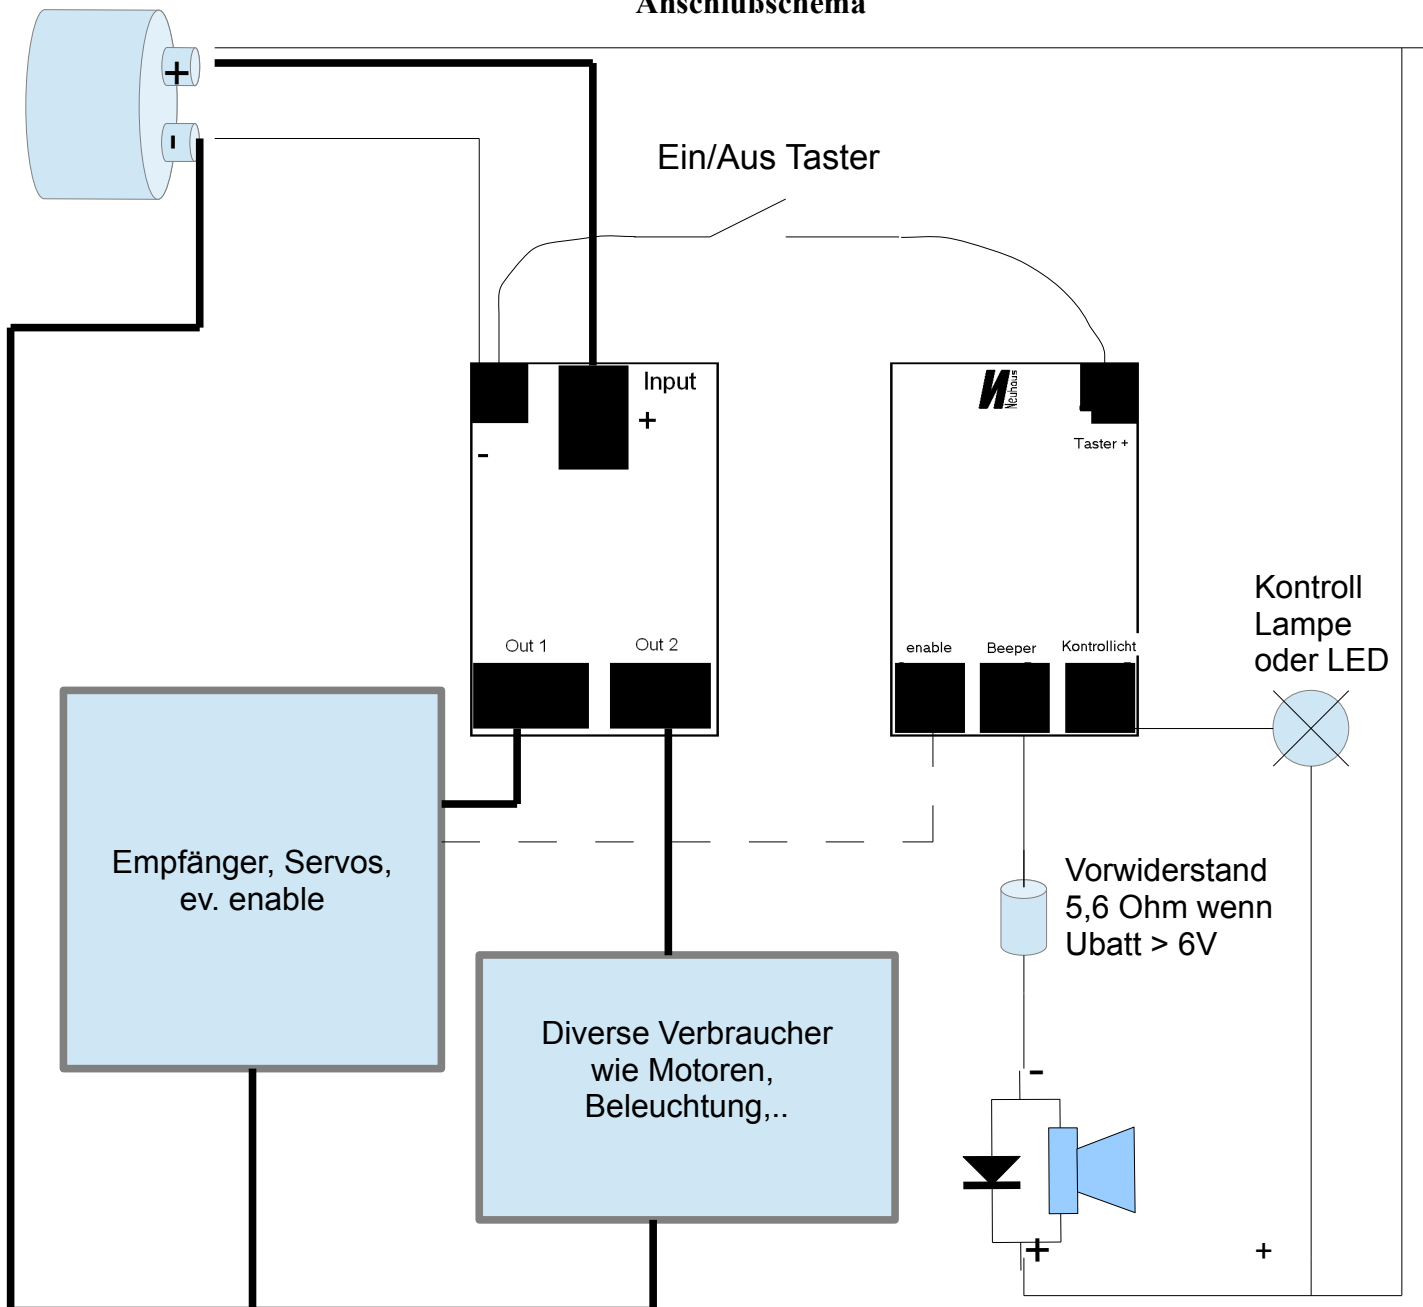 Anschlußschema
+
-
Ein/Aus Taster
Input
+
-
Neuhaus
Taster +
Out 1
Out 2
enable
Beeper
Kontrollicht
Kontroll
Lampe
oder LED
Empfänger, Servos,
ev. enable
Vorwiderstand
5,6 Ohm wenn
Ubatt > 6V
Diverse Verbraucher
wie Motoren,
Beleuchtung,..
-
+
+